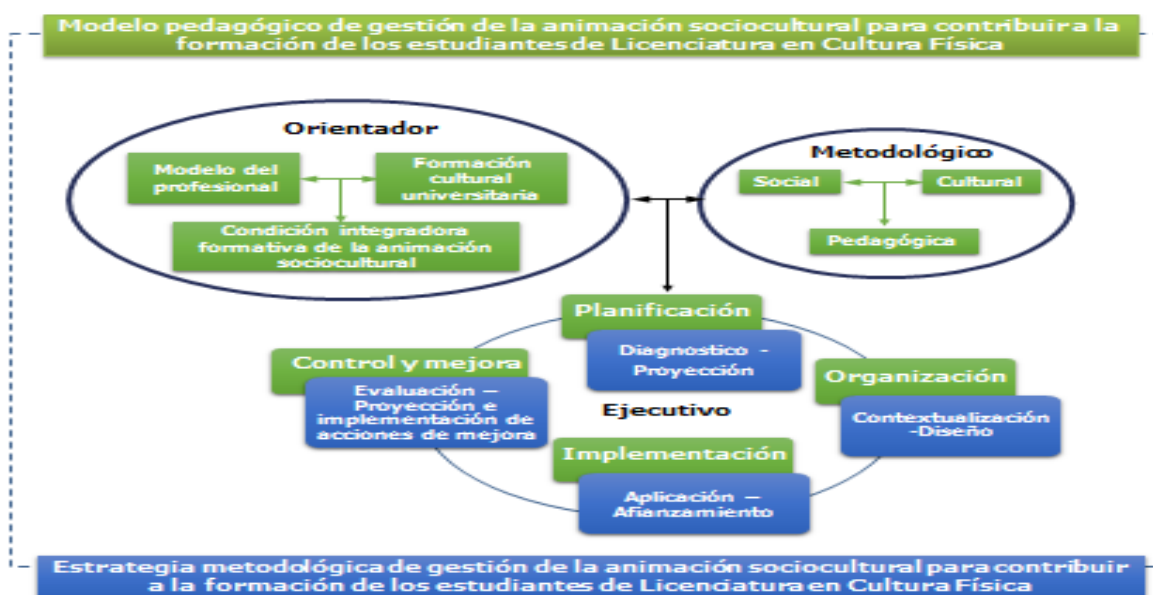 Modelo pedagógico de gestión de la animación sociocultural para contribuir a la
formación de los estudiantes de Licenciatura en Cultura Física
Orientador
Modelo del
profesional
Formación
cultural
universitaria
Condición integradora
formativa de la animación
sociocultural
Metodológico
Social
Cultural
Pedagógica
Planificación
Diagnostico -
Proyección
Control y mejora
Evaluación –
Proyección e
implementación de
acciones de mejora
Organización
Contextualización
-Diseño
Ejecutivo
Implementación
Aplicación –
Afianzamiento
Estrategia metodológica de gestión de la animación sociocultural para contribuir
a la formación de los estudiantes de Licenciatura en Cultura Física